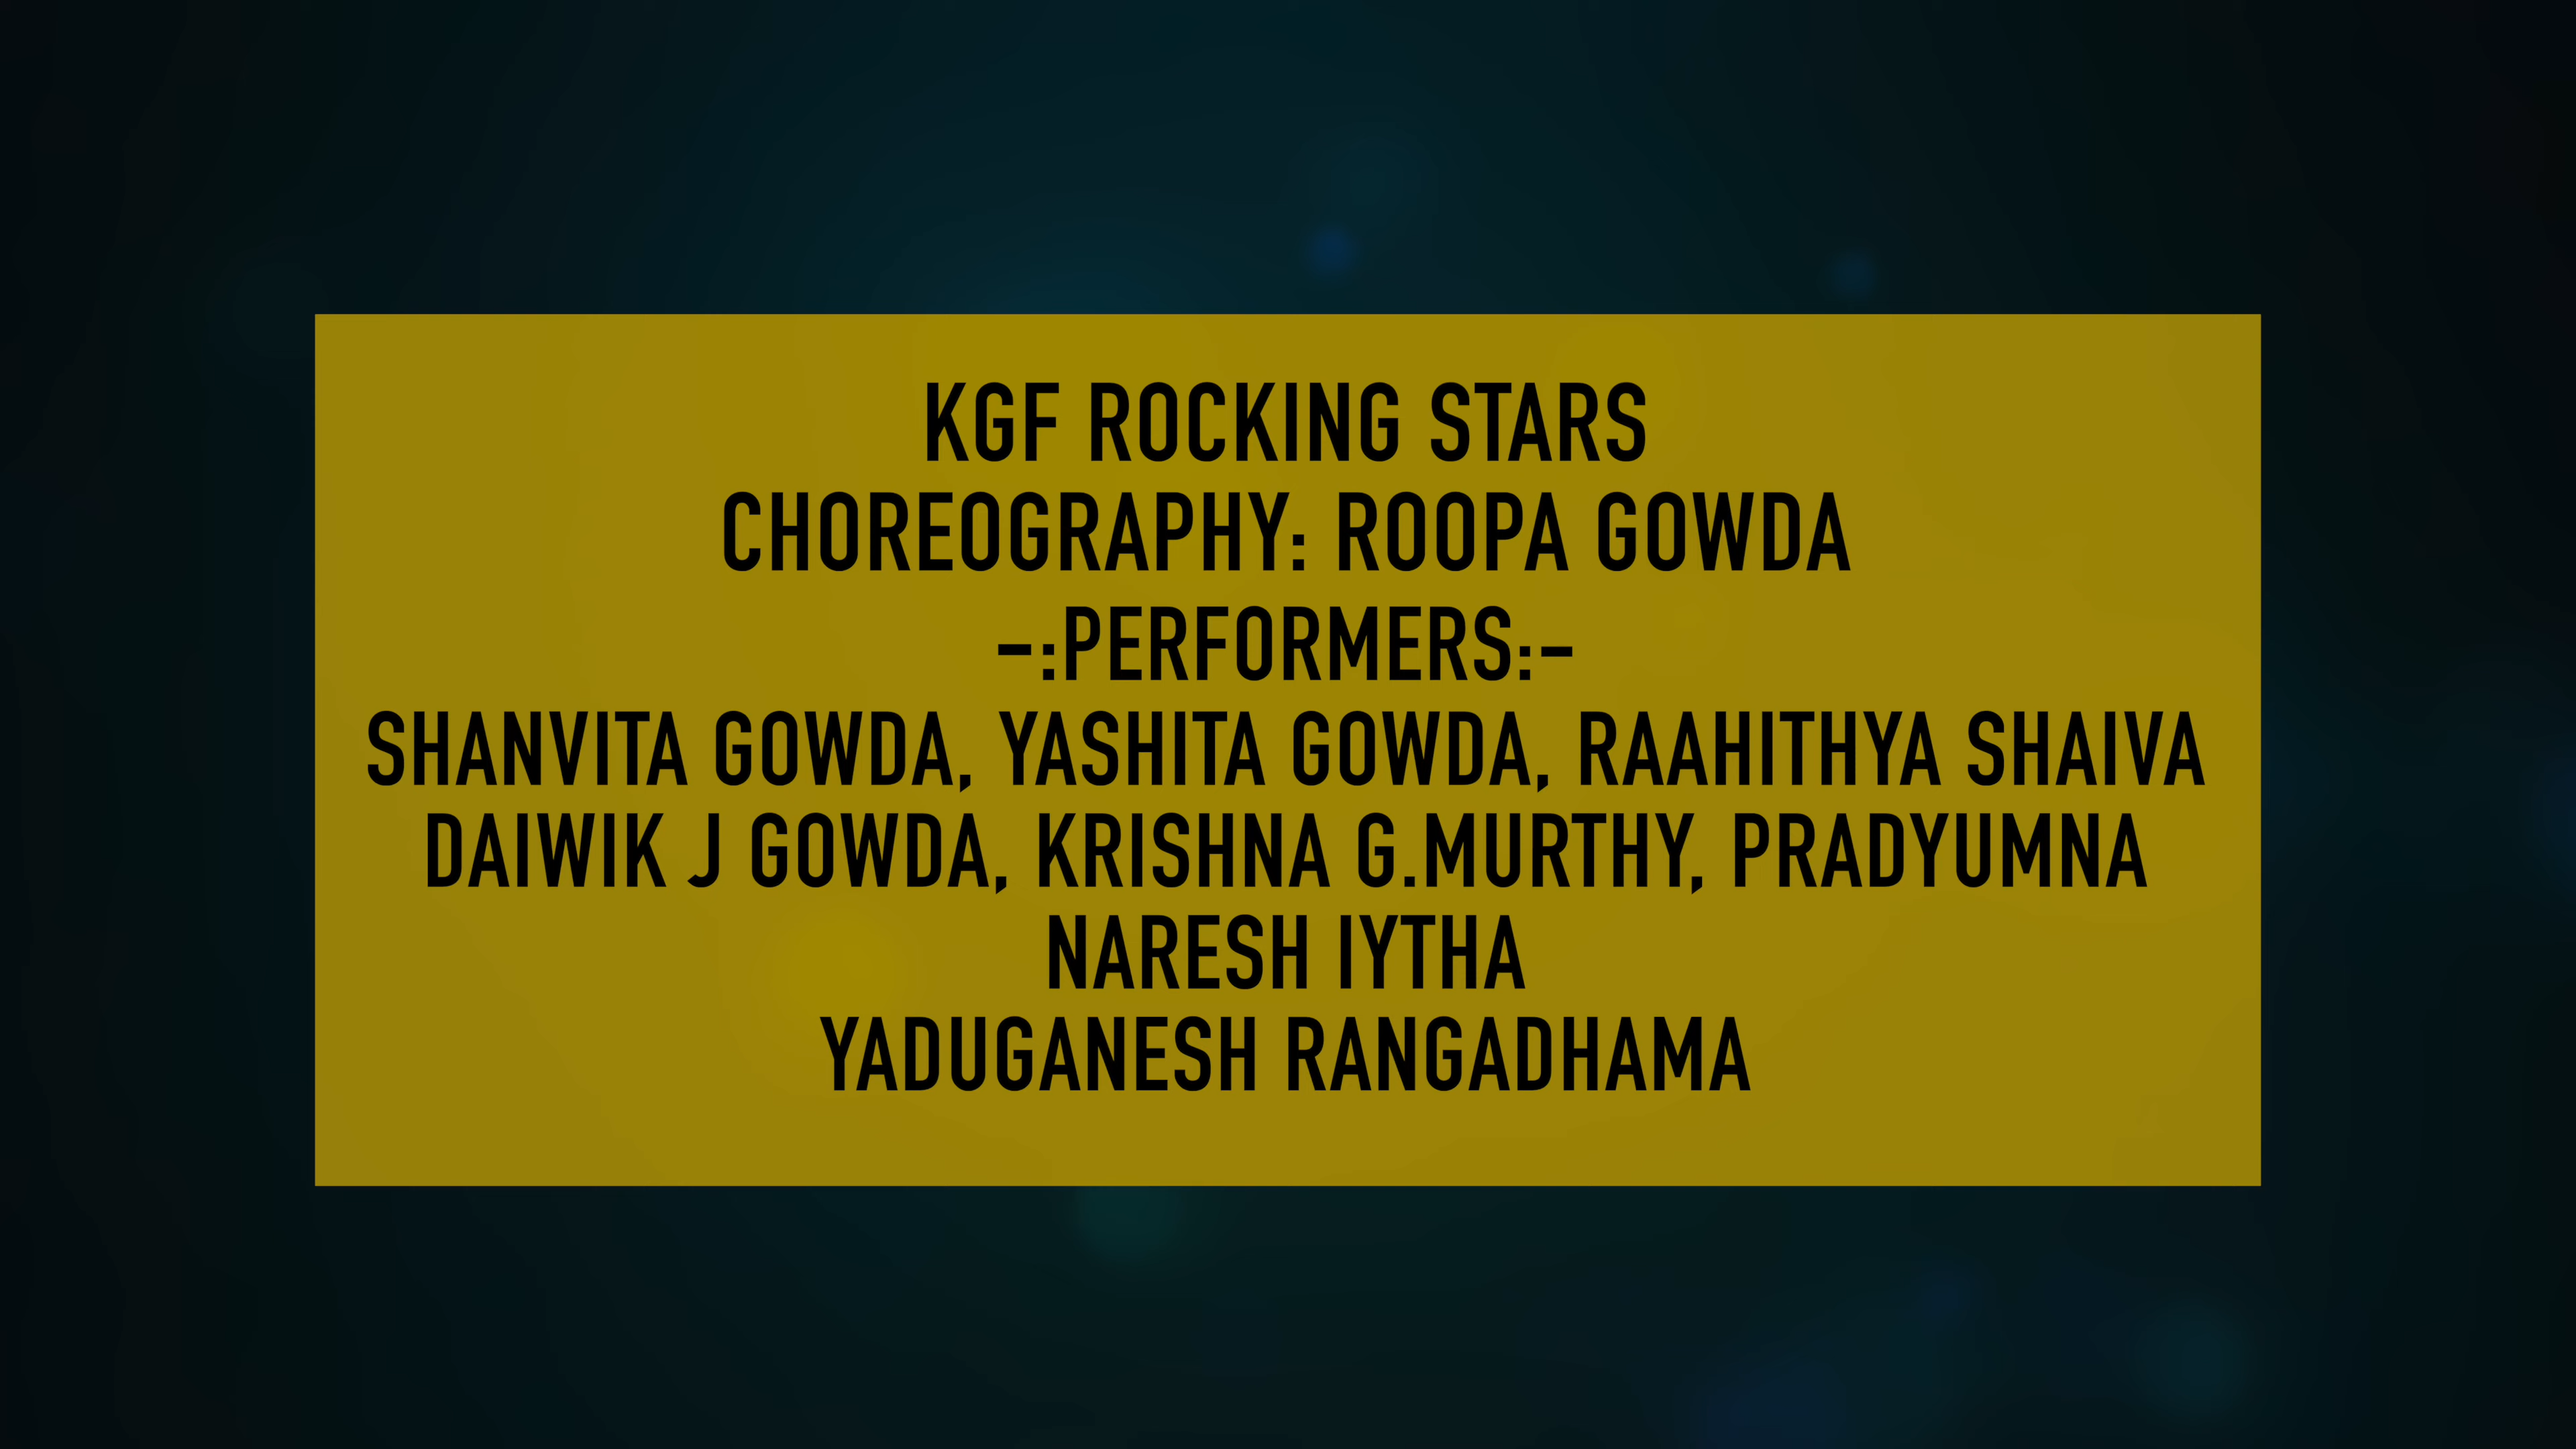 KGF ROCKING STARS
CHOREOGRAPHY: ROOPA GOWDA
-:PERFORMERS:-
SHANVITA GOWDA, YASHITA GOWDA, RAAHITHYA SHAIVA
DAIWIK J GOWDA, KRISHNA G.MURTHY, PRADYUMNA
NARESH IYTHA
YADUGANESH RANGADHAMA